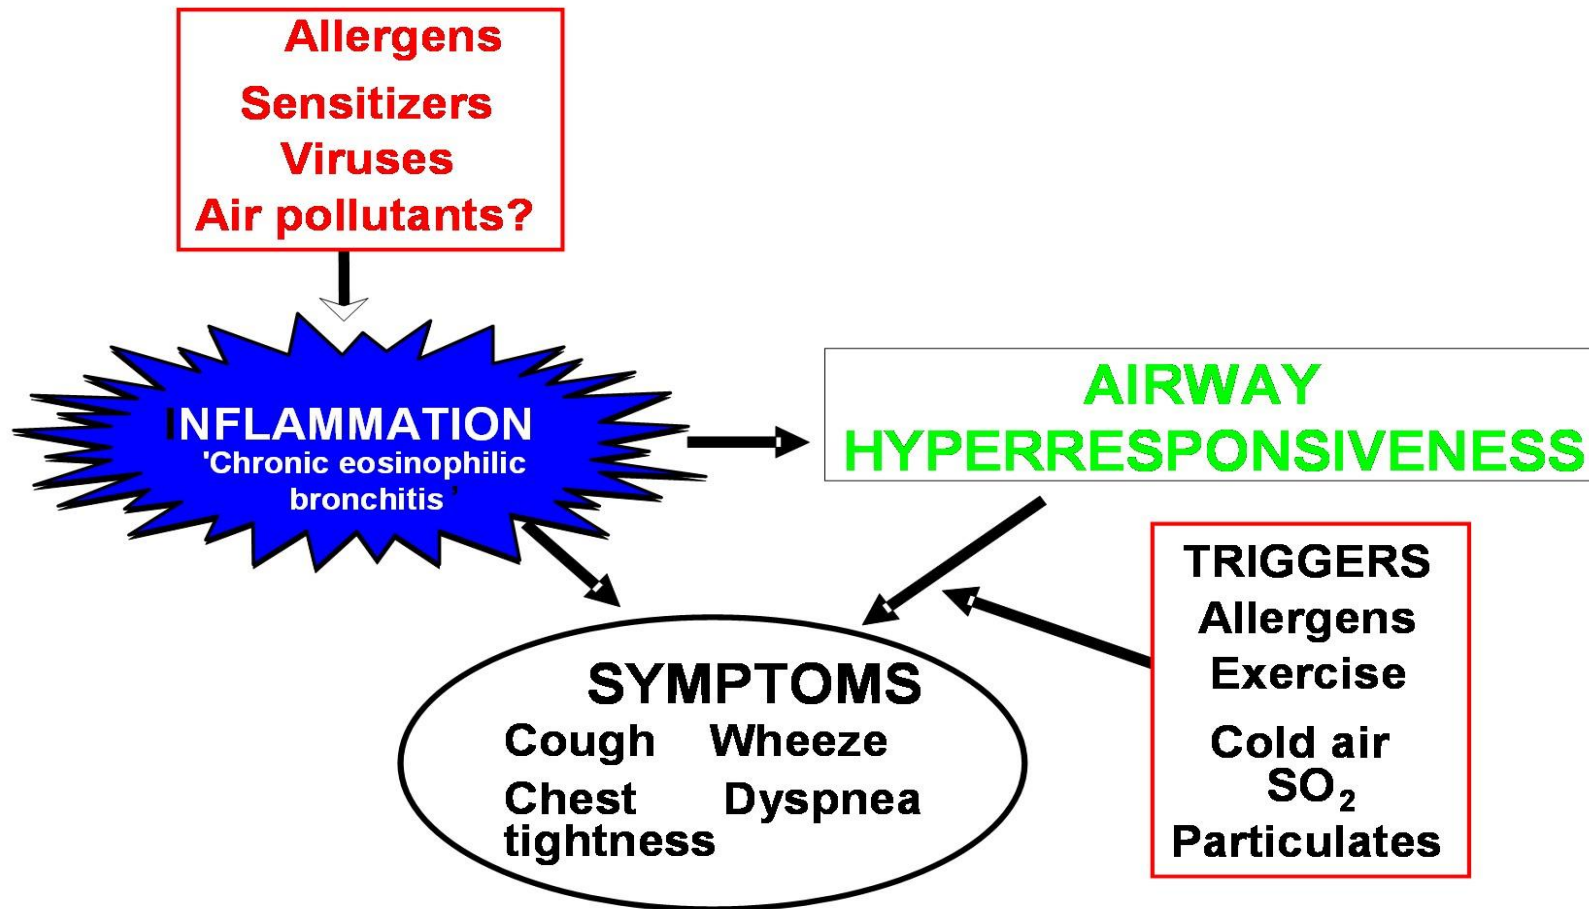 Allergens
Sensitizers
Viruses
Air pollutants?
INFLAMMATION
'Chronic eosinophilic
bronchitis '
AIRWAY
HYPERRESPONSIVENESS
TRIGGERS
Allergens
Exercise
Cold air
SO₂
Particulates
SYMPTOMS
Cough Wheeze
Chest Dyspnea
tightness